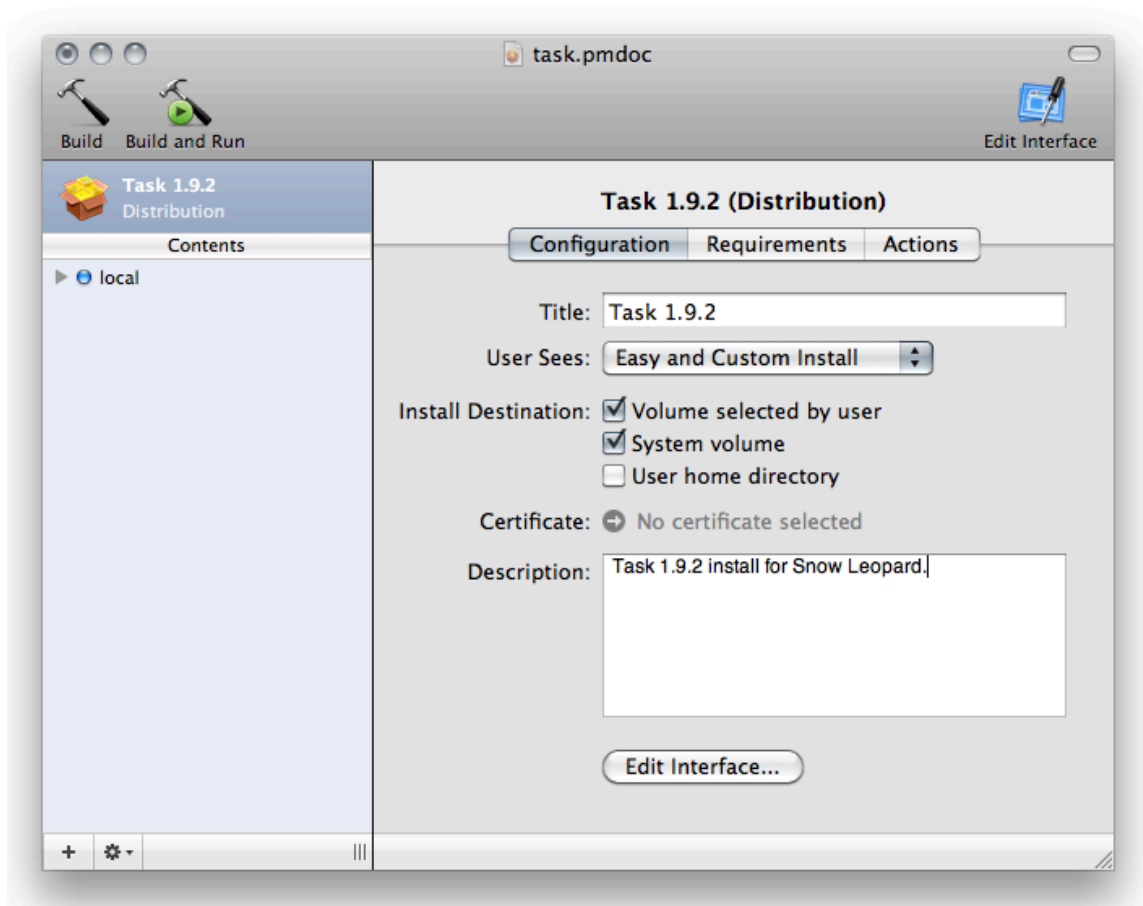 task.pmdoc
Build
Build and Run
Edit Interface
Task 1.9.2
Distribution
Contents
local
Task 1.9.2 (Distribution)
Configuration Requirements Actions
Title: Task 1.9.2
User Sees: Easy and Custom Install
Install Destination: Volume selected by user
System volume
User home directory
Certificate: No certificate selected
Description: Task 1.9.2 install for Snow Leopard.
Edit Interface...